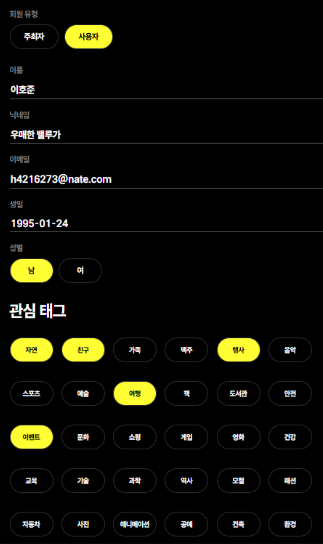 회원 유형
주최자 사용자
이름
이호준
닉네임
우매한 벨루가
이메일
h4216273@nate.com
생일
1995-01-24
성별
남 여
관심 태그
자연 친구 가족 맥주 행사 음악
스포츠 예술 여행 책 도서관 안전
이벤트 문화 쇼핑 게임 영화 건강
교육 기술 과학 역사 모험 패션
자동차 사진 애니메이션 공예 건축 환경